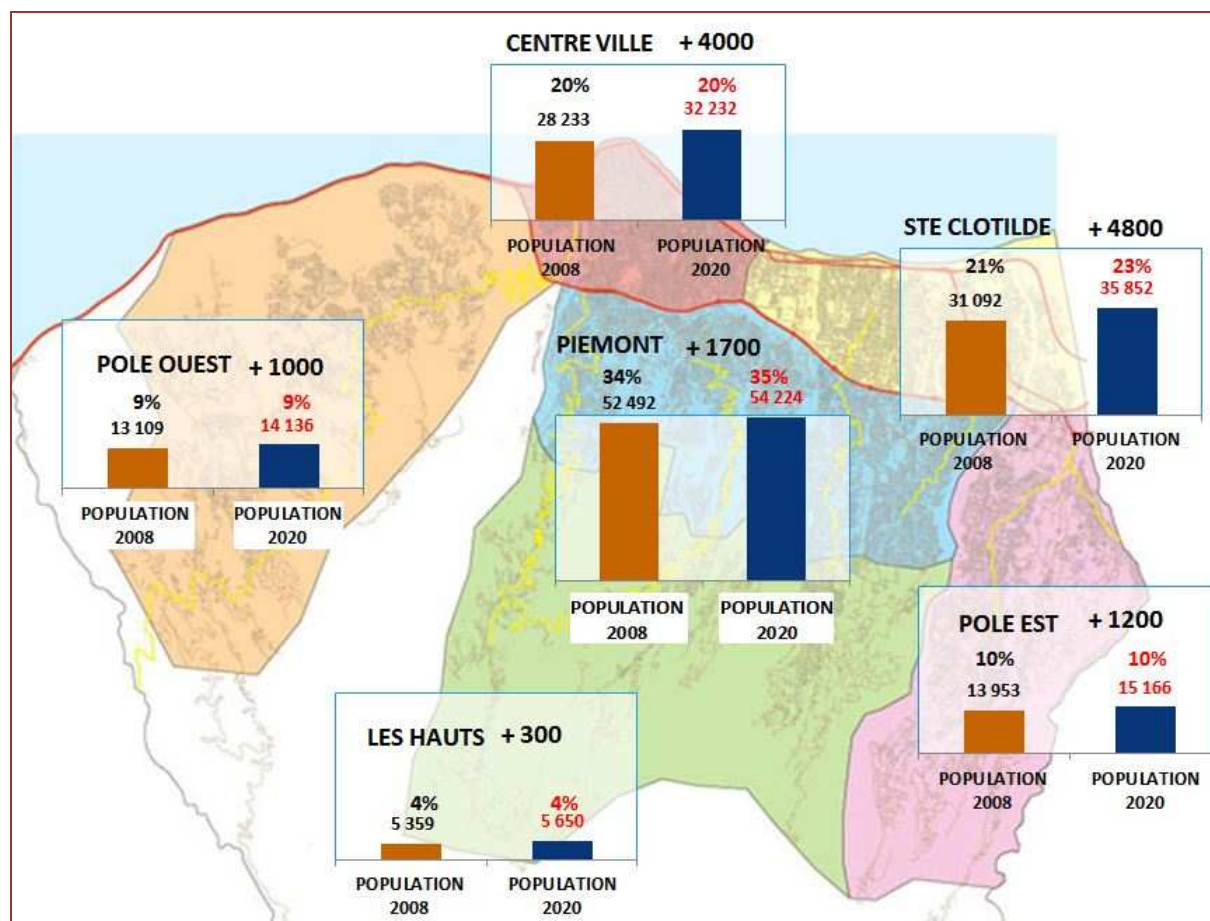 CENTRE VILLE + 4000
20% 20%
28 233 32 232
POPULATION 2008
POPULATION 2020
STE CLOTILDE + 4800
21% 23%
31 092 35 852
POPULATION 2008
POPULATION 2020
POLE OUEST + 1000
9% 9%
13 109 14 136
POPULATION 2008
POPULATION 2020
PIEMONT + 1700
34% 35%
52 492 54 224
POPULATION 2008
POPULATION 2020
POLE EST + 1200
10% 10%
13 953 15 166
POPULATION 2008
POPULATION 2020
LES HAUTS + 300
4% 4%
5 359 5 650
POPULATION 2008
POPULATION 2020